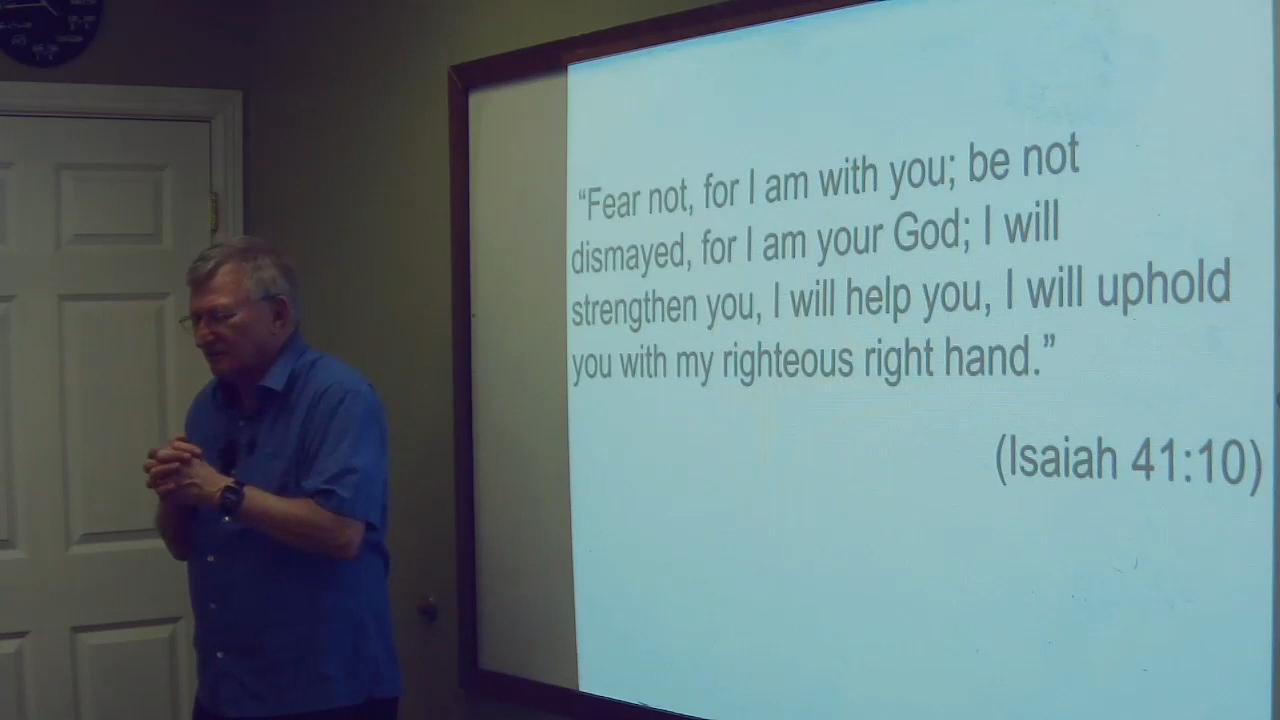 “Fear not, for I am with you; be not
dismayed, for I am your God; I will
strengthen you, I will help you, I will uphold
you with my righteous right hand.”
(Isaiah 41:10)